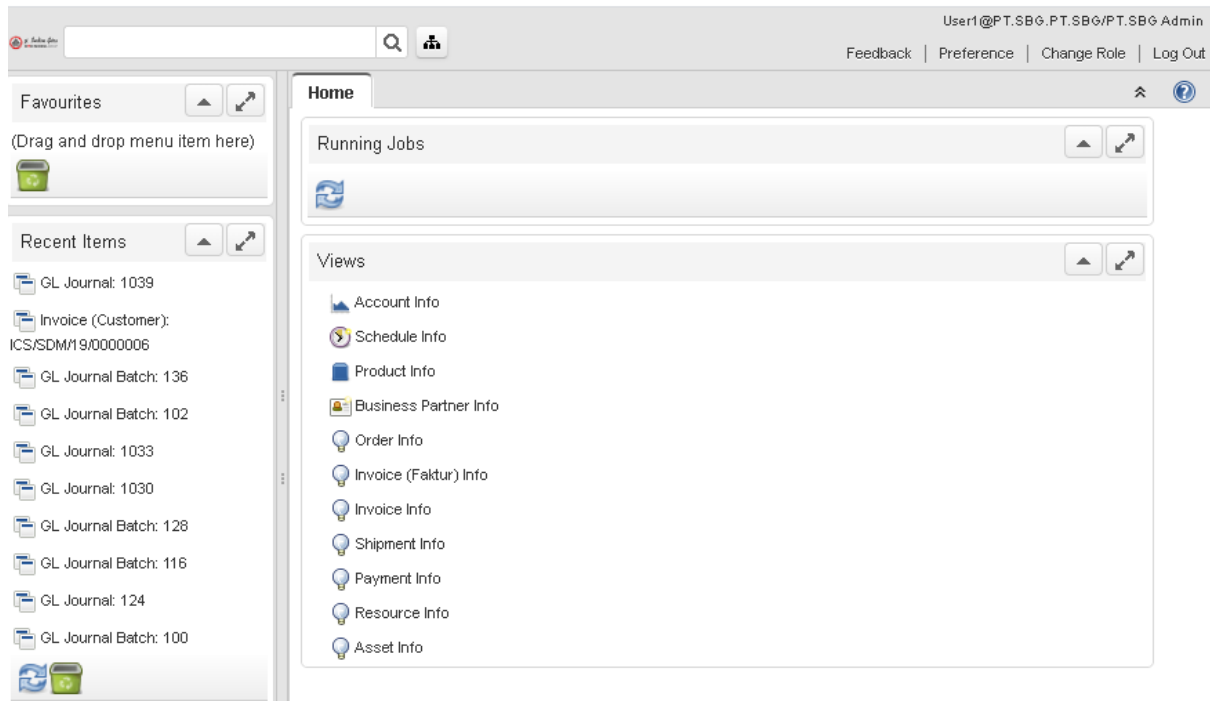 User1@PT.SBG.PT.SBG/PT.SBG Admin
Feedback | Preference | Change Role | Log Out
Favourites
(Drag and drop menu item here)
Recent Items
GL Journal: 1039
Invoice (Customer):
ICS/SDM/19/0000006
GL Journal Batch: 136
GL Journal Batch: 102
GL Journal: 1033
GL Journal: 1030
GL Journal Batch: 128
GL Journal Batch: 116
GL Journal: 124
GL Journal Batch: 100
Home
Running Jobs
Views
Account Info
Schedule Info
Product Info
Business Partner Info
Order Info
Invoice (Faktur) Info
Invoice Info
Shipment Info
Payment Info
Resource Info
Asset Info